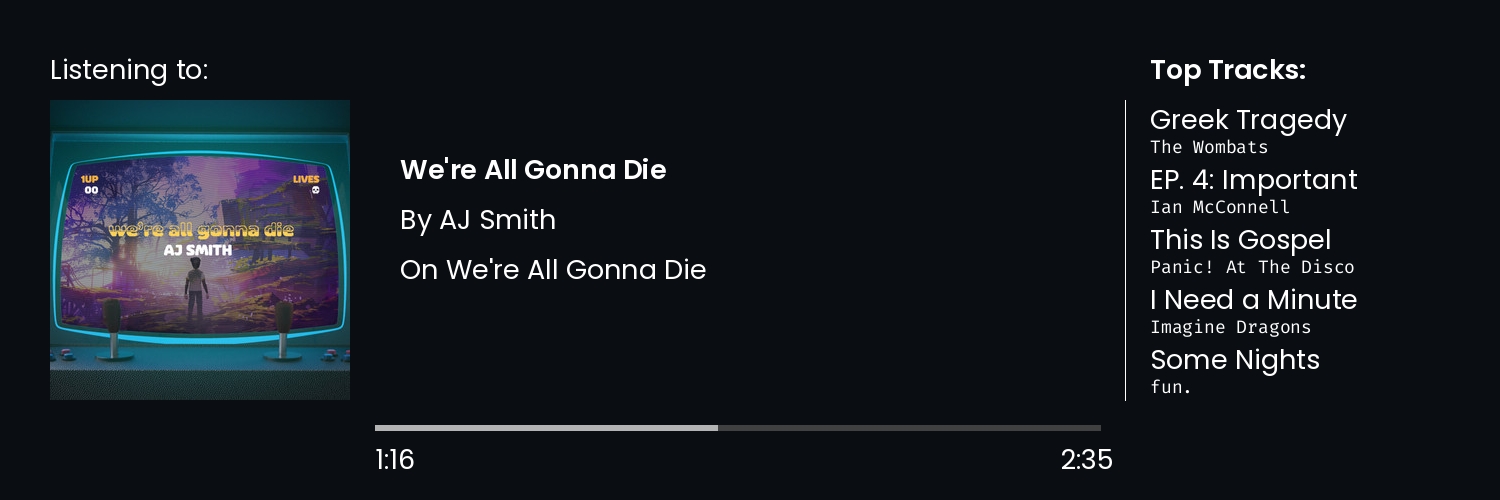 Listening to:
1UP
00
LIVES
we're all gonna die
AJ SMITH
We're All Gonna Die
By AJ Smith
On We're All Gonna Die
1:16
2:35
Top Tracks:
Greek Tragedy
The Wombats
EP. 4: Important
Ian McConnell
This Is Gospel
Panic! At The Disco
I Need a Minute
Imagine Dragons
Some Nights
fun.